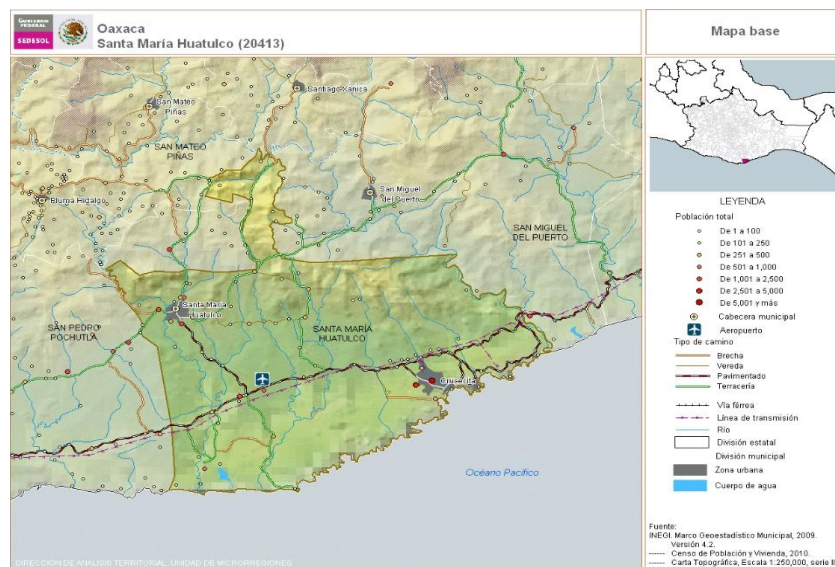 GOBIERNO
FEDERAL
SEDESOL
Oaxaca
Santa María Huatulco (20413)
Mapa base
San Mateo
Piñas
Santiago Xanica
SAN MATEO
PIÑAS
Pluma Hidalgo
San Miguel
del Puerto
SAN MIGUEL
DEL PUERTO
Santa María
Huatulco
SAN PEDRO
POCHUTLA
SANTA MARÍA
HUATULCO
Crucecita
Océano Pacífico
DIRECCIÓN DE ANÁLISIS TERRITORIAL, UNIDAD DE MICRORREGIONES
LEYENDA
Población total
De 1 a 100
De 101 a 250
De 251 a 500
De 501 a 1,000
De 1,001 a 2,500
De 2,501 a 5,000
De 5,001 y más
Cabecera municipal
Aeropuerto
Tipo de camino
Brecha
Vereda
Pavimentado
Terracería
Vía férrea
Línea de transmisión
Río
División estatal
División municipal
Zona urbana
Cuerpo de agua
Fuente:
INEGI. Marco Geoestadístico Municipal, 2009.
Versión 4.2.
------ Censo de Población y Vivienda, 2010.
------ Carta Topográfica, Escala 1:250,000, serie II